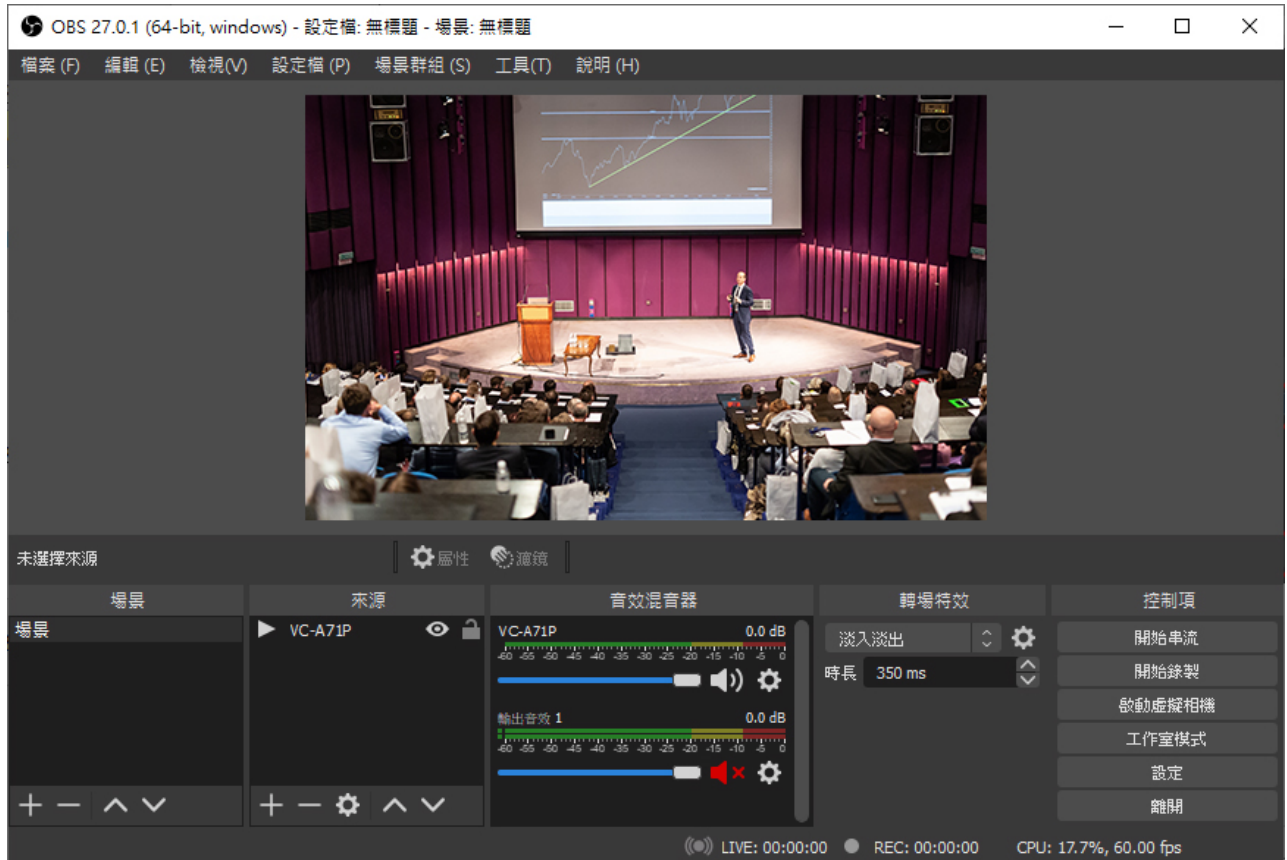 OBS 27.0.1 (64-bit, windows) - 設定檔: 無標題 - 場景: 無標題
檔案 (F) 編輯 (E) 檢視(V) 設定檔 (P) 場景群組 (S) 工具(T) 說明 (H)
未選擇來源 屬性 濾鏡
場景 來源 音效混音器 轉場特效 控制項
場景
VC-A71P
VC-A71P 0.0 dB
-60 -55 -50 -45 -40 -35 -30 -25 -20 -15 -10 -5 0
輸出音效 1 0.0 dB
-60 -55 -50 -45 -40 -35 -30 -25 -20 -15 -10 -5 0
淡入淡出
時長 350 ms
開始串流
開始錄製
啟動虛擬相機
工作室模式
設定
離開
LIVE: 00:00:00 REC: 00:00:00 CPU: 17.7%, 60.00 fps